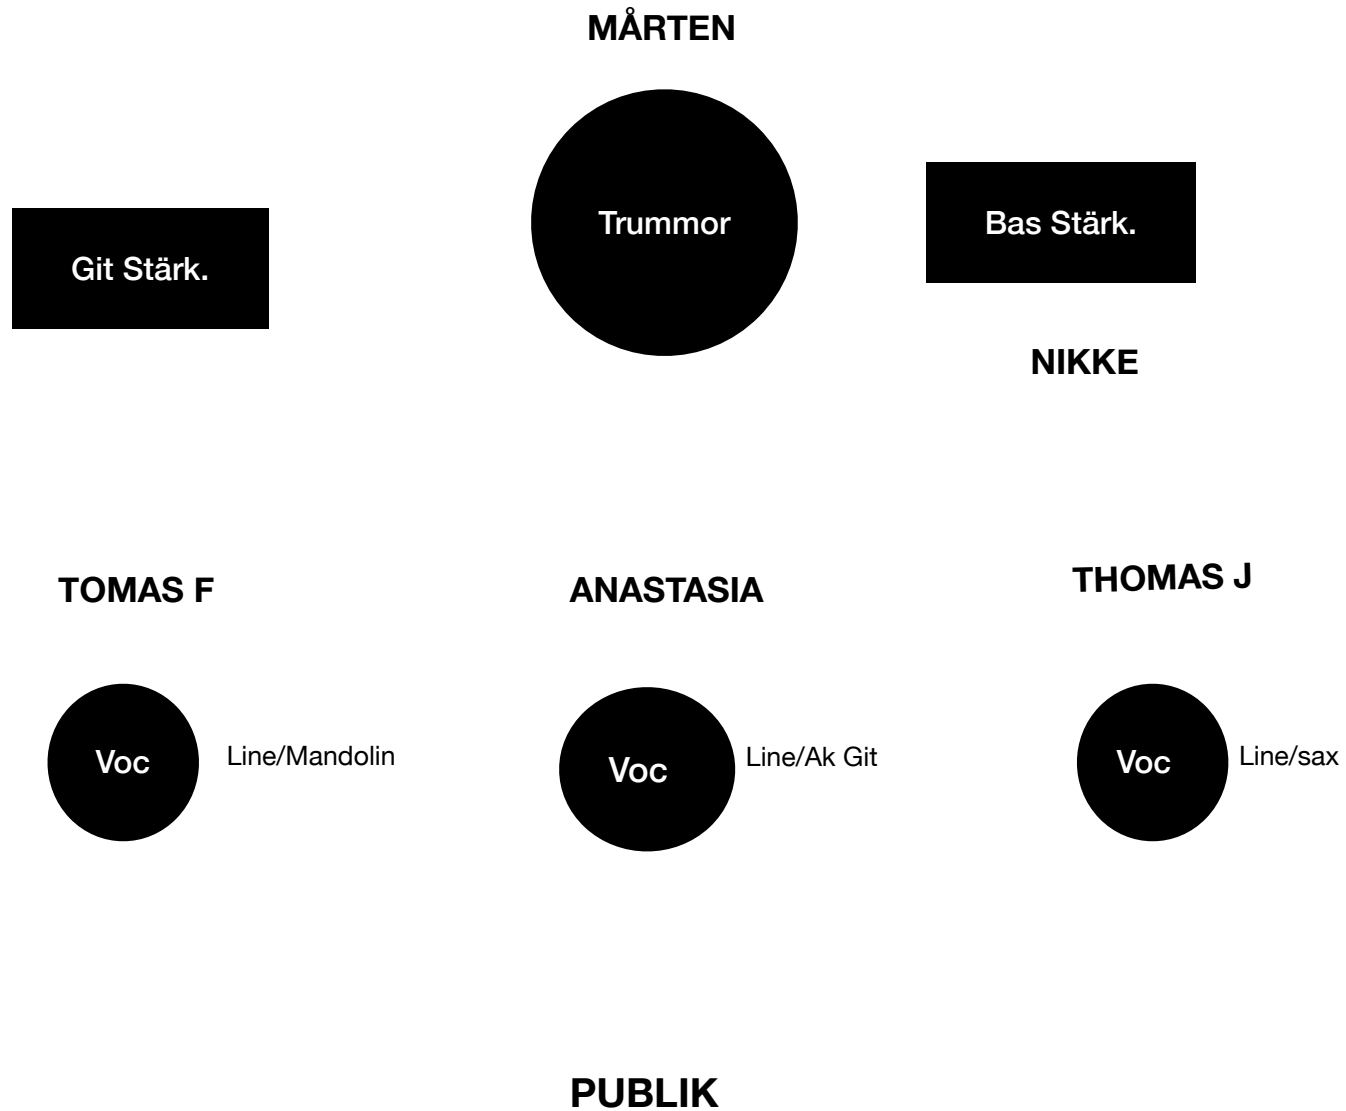 MÅRTEN
Trummor
Bas Stärk.
Git Stärk.
NIKKE
TOMAS F
ANASTASIA
THOMAS J
Voc
Line/Mandolin
Voc
Line/Ak Git
Voc
Line/sax
PUBLIK